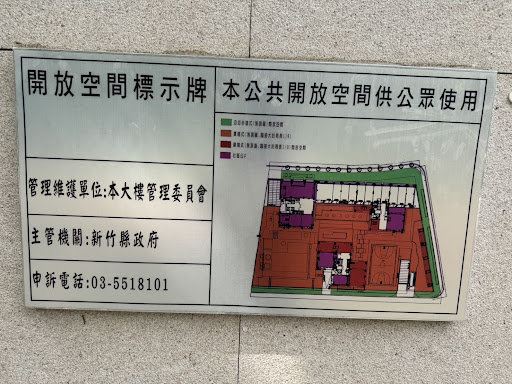 開放空間標示牌
管理維護單位:本大樓管理委員會
主管機關:新竹縣政府
申訴電話:03-5518101
本公共開放空間供公眾使用